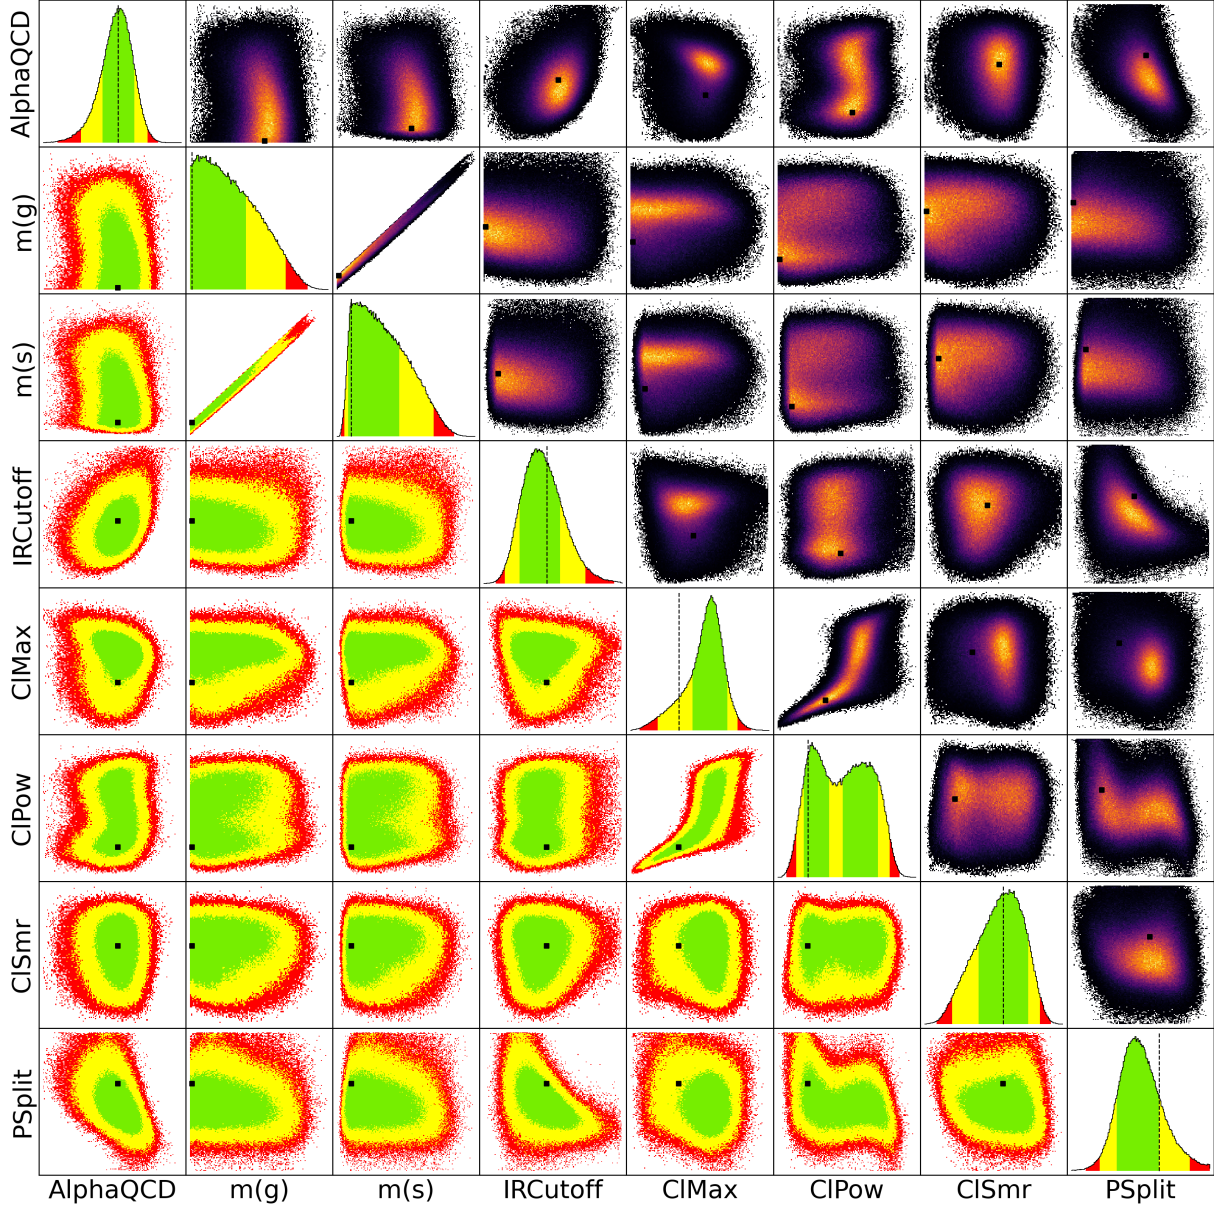 AlphaQCD
m(g)
m(s)
IRCutoff
ClMax
ClPow
ClSmr
PSplit
AlphaQCD m(g) m(s) IRCutoff ClMax ClPow ClSmr PSplit